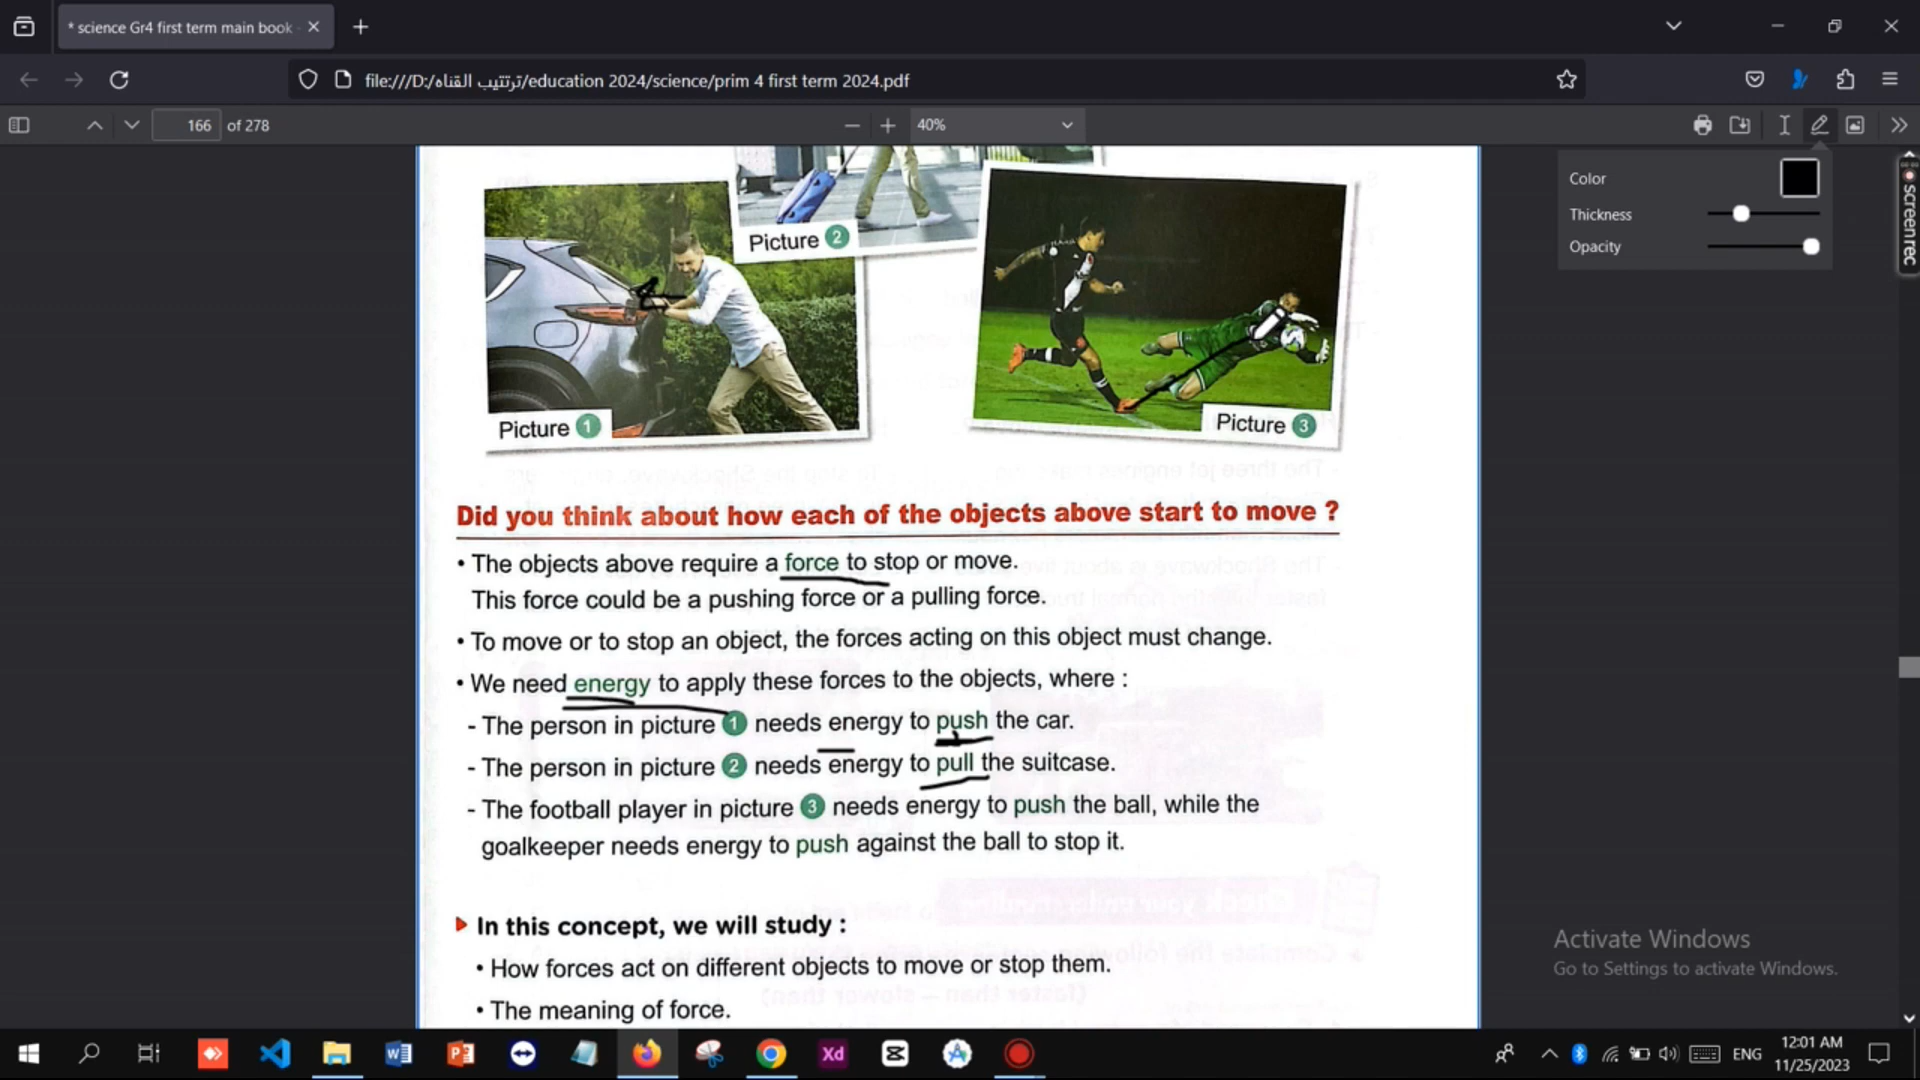 * science Gr4 first term main book
file:///D:/ترتتيب القناه/education 2024/science/prim 4 first term 2024.pdf
166 of 278
40%
Color
Thickness
Opacity
screenrec
Picture 2
Picture 1
Picture 3
Did you think about how each of the objects above start to move ?
• The objects above require a force to stop or move.
This force could be a pushing force or a pulling force.
• To move or to stop an object, the forces acting on this object must change.
• We need energy to apply these forces to the objects, where :
- The person in picture 1 needs energy to push the car.
- The person in picture 2 needs energy to pull the suitcase.
- The football player in picture 3 needs energy to push the ball, while the
goalkeeper needs energy to push against the ball to stop it.
In this concept, we will study :
• How forces act on different objects to move or stop them.
• The meaning of force.
Activate Windows
Go to Settings to activate Windows.
Xd
ENG
12:01 AM
11/25/2023